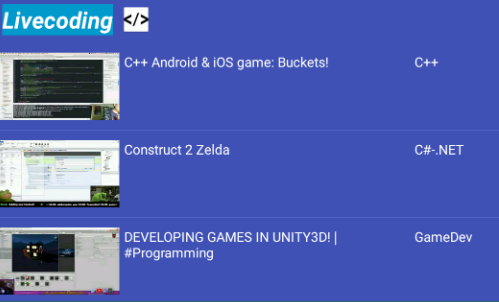 Livecoding </>
C++ Android & iOS game: Buckets! C++
Construct 2 Zelda C#-.NET
DEVELOPING GAMES IN UNITY3D! | GameDev
#Programming